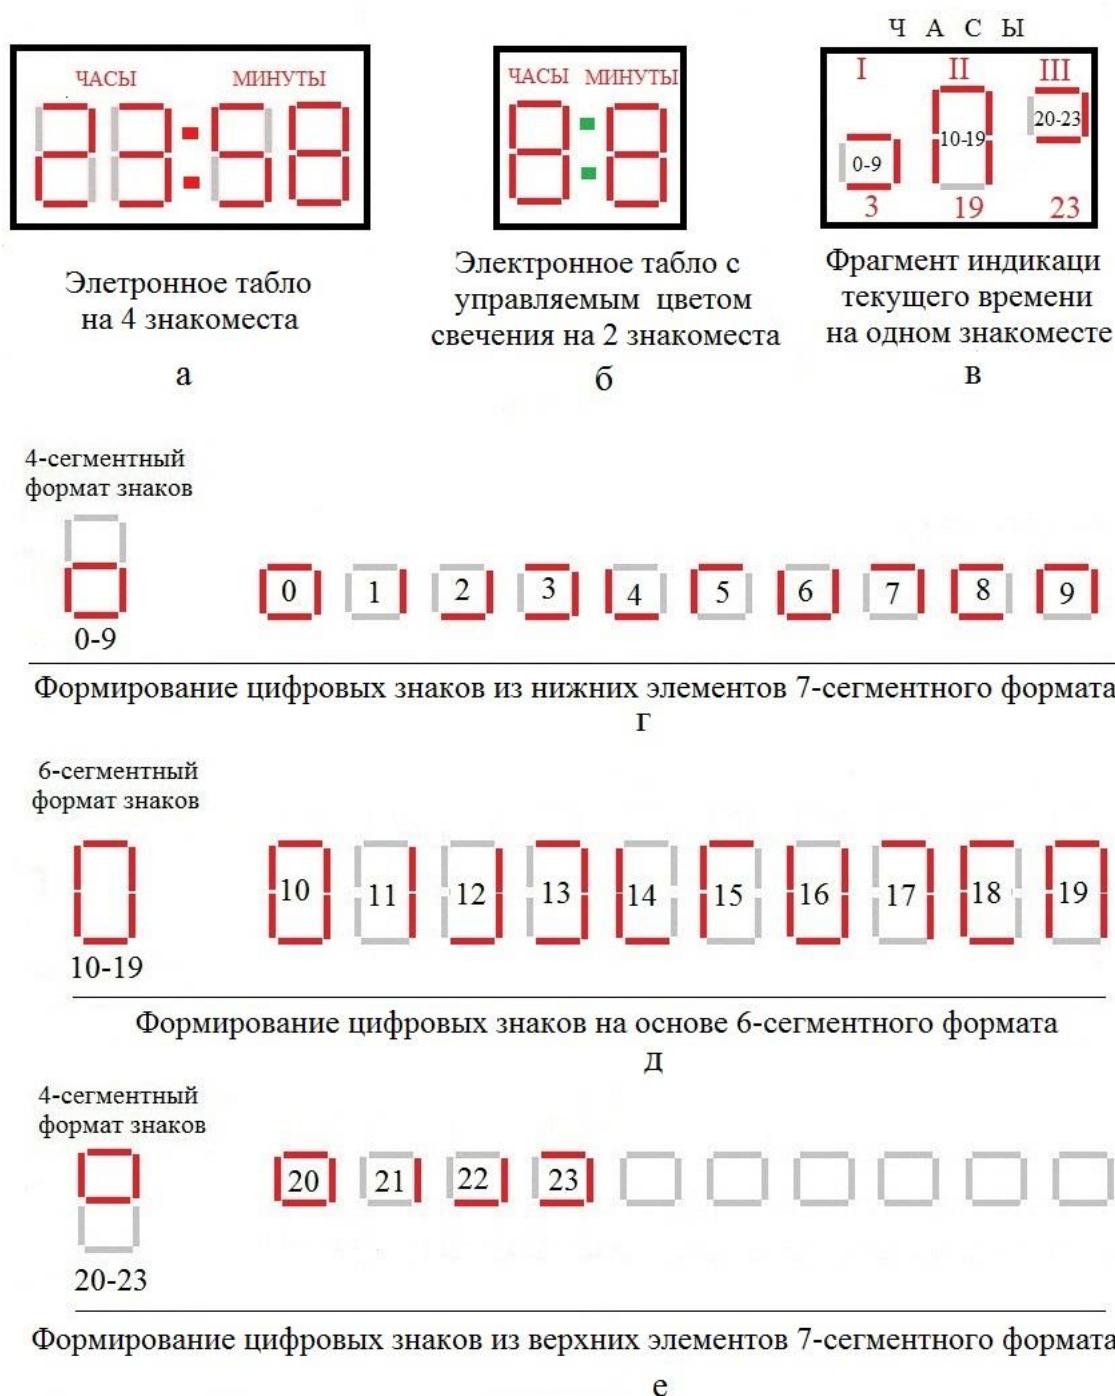 Ч А С Ы
ЧАСЫ МИНУТЫ
ЧАСЫ МИНУТЫ
I II III
0-9 10-19 20-23
3 19 23
Элетронное табло
на 4 знакоместа
а
Электронное табло с
управляемым цветом
свечения на 2 знакоместа
б
Фрагмент индикаци
текущего времени
на одном знакоместе
в
4-сегментный
формат знаков
0 1 2 3 4 5 6 7 8 9
0-9
Формирование цифровых знаков из нижних элементов 7-сегментного формата
г
6-сегментный
формат знаков
10 11 12 13 14 15 16 17 18 19
10-19
Формирование цифровых знаков на основе 6-сегментного формата
д
4-сегментный
формат знаков
20 21 22 23
20-23
Формирование цифровых знаков из верхних элементов 7-сегментного формата
е